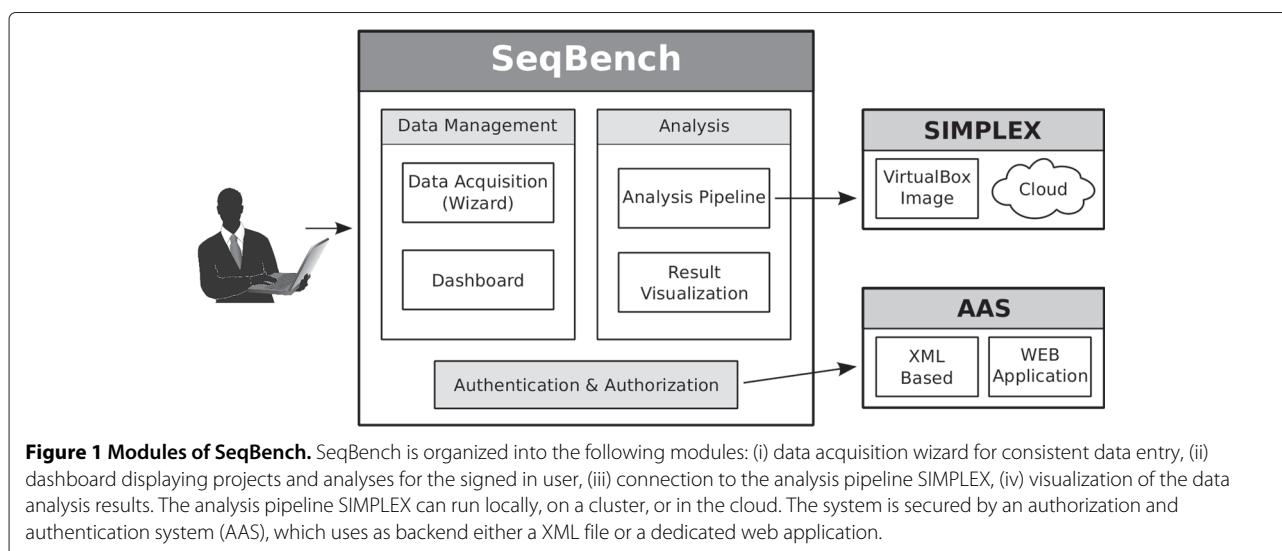 SeqBench
Data Management
Data Acquisition
(Wizard)
Dashboard
Analysis
Analysis Pipeline
Result
Visualization
Authentication & Authorization
SIMPLEX
VirtualBox
Image
Cloud
AAS
XML
Based
WEB
Application
Figure 1 Modules of SeqBench. SeqBench is organized into the following modules: (i) data acquisition wizard for consistent data entry, (ii)
dashboard displaying projects and analyses for the signed in user, (iii) connection to the analysis pipeline SIMPLEX, (iv) visualization of the data
analysis results. The analysis pipeline SIMPLEX can run locally, on a cluster, or in the cloud. The system is secured by an authorization and
authentication system (AAS), which uses as backend either a XML file or a dedicated web application.